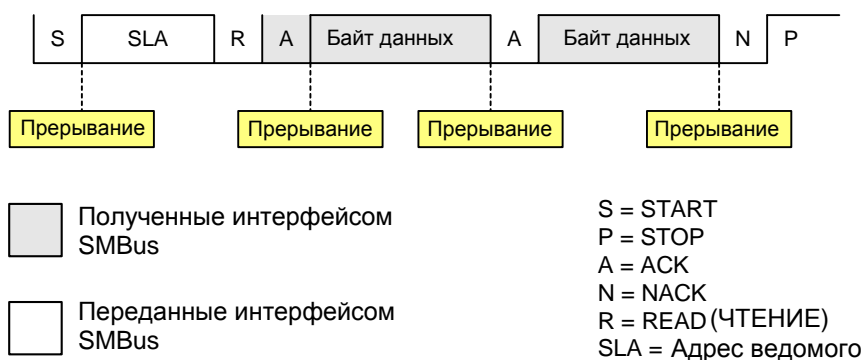 S SLA R A Байт данных A Байт данных N P
Прерывание Прерывание Прерывание Прерывание
Полученные интерфейсом
SMBus
Переданные интерфейсом
SMBus
S = START
P = STOP
A = ACK
N = NACK
R = READ (ЧТЕНИЕ)
SLA = Адрес ведомого